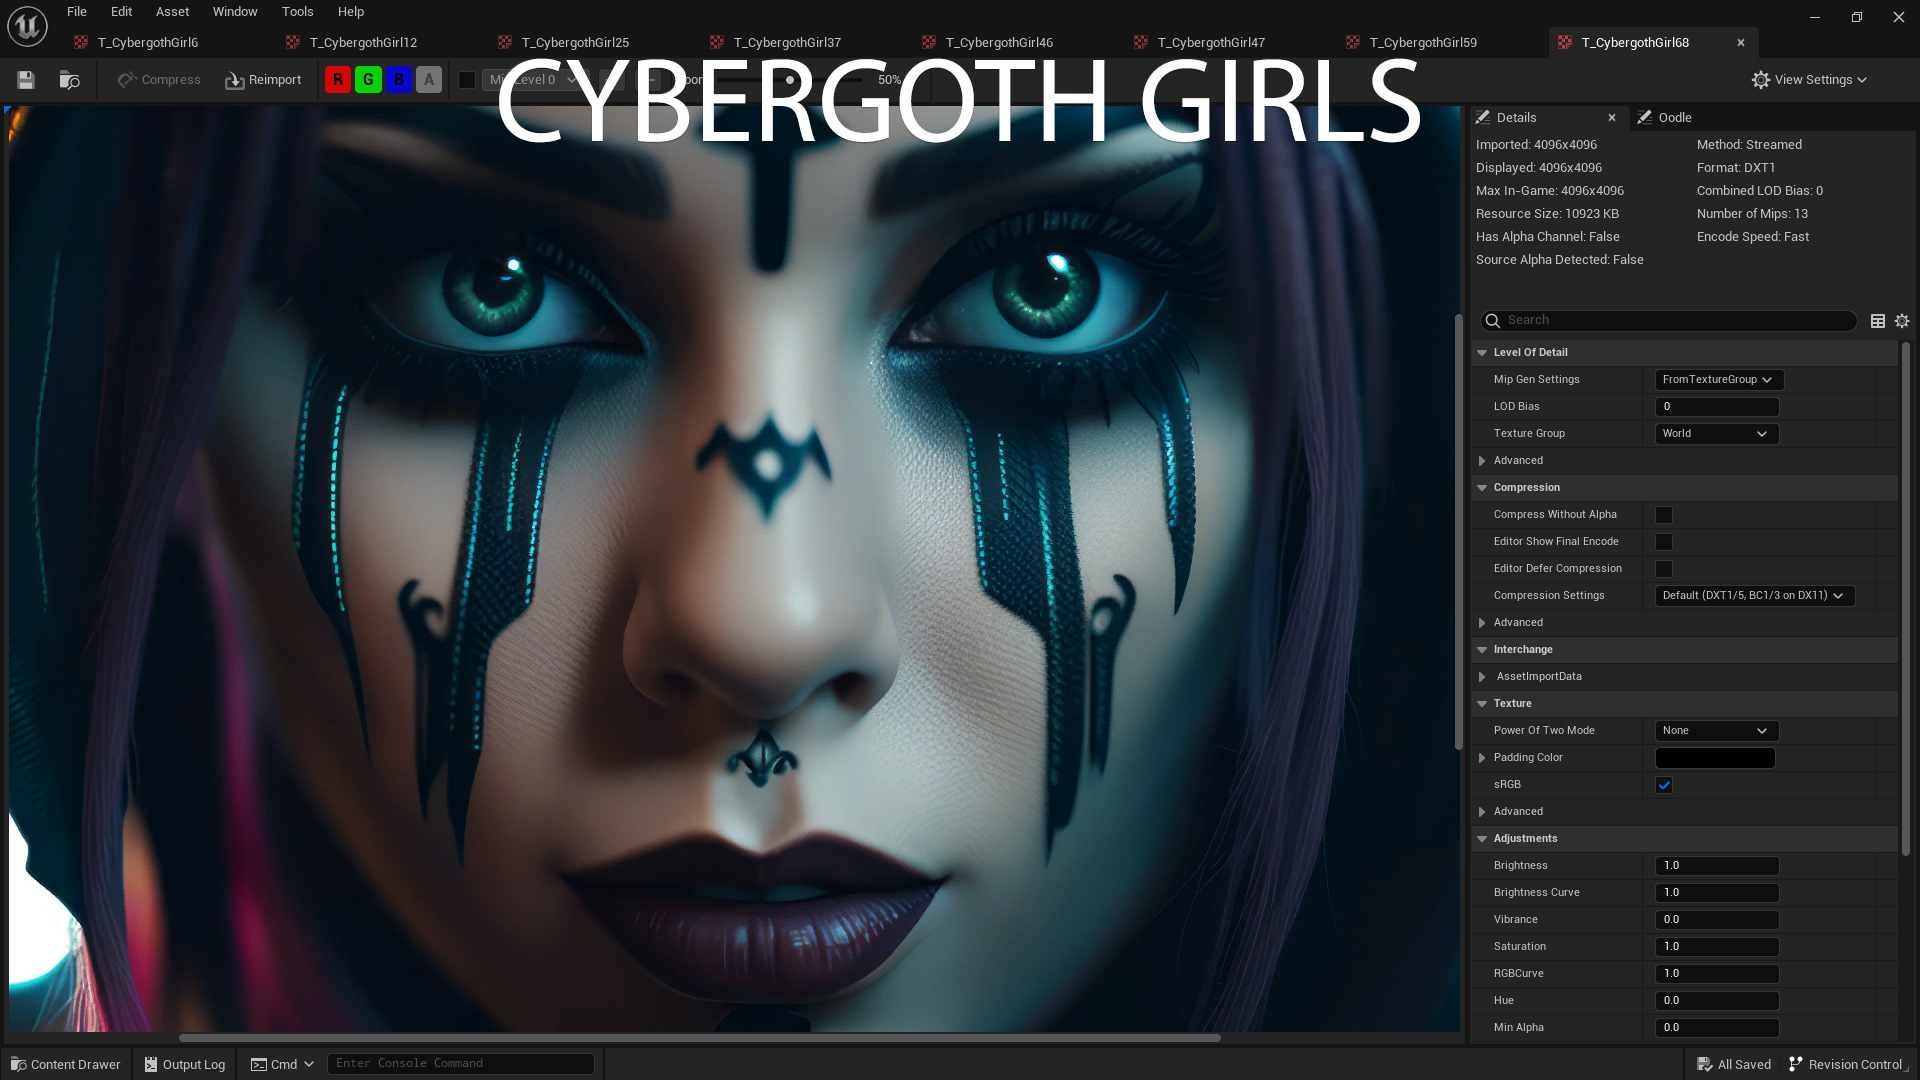 File Edit Asset Window Tools Help
T_CybergothGirl6 T_CybergothGirl12 T_CybergothGirl25 T_CybergothGirl37 T_CybergothGirl46 T_CybergothGirl47 T_CybergothGirl59 T_CybergothGirl68
Compress Reimport R G B A Level 0 50% View Settings
CYBERGOTH GIRLS
Details Oodle
Imported: 4096x4096 Method: Streamed
Displayed: 4096x4096 Format: DXT1
Max In-Game: 4096x4096 Combined LOD Bias: 0
Resource Size: 10923 KB Number of Mips: 13
Has Alpha Channel: False Encode Speed: Fast
Source Alpha Detected: False
Search
Level Of Detail
Mip Gen Settings FromTextureGroup
LOD Bias 0
Texture Group World
Advanced
Compression
Compress Without Alpha
Editor Show Final Encode
Editor Defer Compression
Compression Settings Default (DXT1/5, BC1/3 on DX11)
Advanced
Interchange
AssetImportData
Texture
Power Of Two Mode None
Padding Color
sRGB
Advanced
Adjustments
Brightness 1.0
Brightness Curve 1.0
Vibrance 0.0
Saturation 1.0
RGBCurve 1.0
Hue 0.0
Min Alpha 0.0
Content Drawer Output Log Cmd Enter Console Command All Saved Revision Control